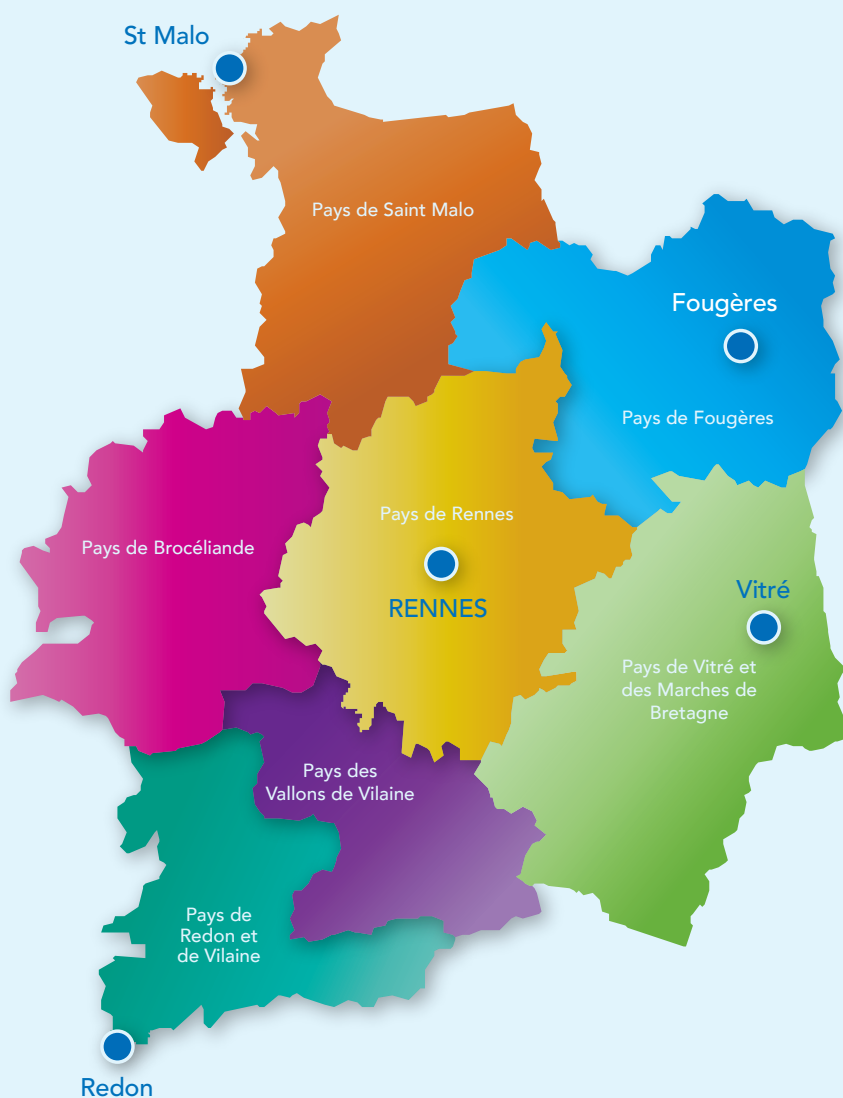 St Malo
Pays de Saint Malo
Fougères
Pays de Fougères
Pays de Rennes
Pays de Brocéliande
RENNES
Vitré
Pays de Vitré et
des Marches de
Bretagne
Pays des
Vallons de Vilaine
Pays de
Redon et
de Vilaine
Redon